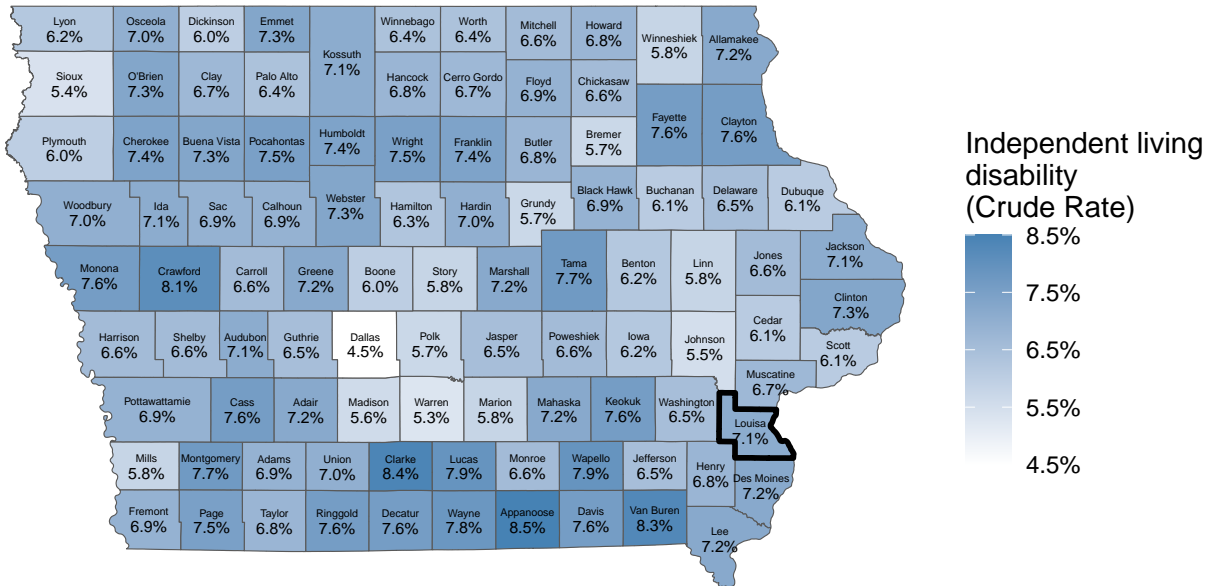 Lyon
6.2%
Osceola
7.0%
Dickinson
6.0%
Emmet
7.3%
Kossuth
7.1%
Winnebago
6.4%
Worth
6.4%
Mitchell
6.6%
Howard
6.8%
Winneshiek
5.8%
Allamakee
7.2%
Sioux
5.4%
O'Brien
7.3%
Clay
6.7%
Palo Alto
6.4%
Hancock
6.8%
Cerro Gordo
6.7%
Floyd
6.9%
Chickasaw
6.6%
Fayette
7.6%
Clayton
7.6%
Plymouth
6.0%
Cherokee
7.4%
Buena Vista
7.3%
Pocahontas
7.5%
Humboldt
7.4%
Wright
7.5%
Franklin
7.4%
Butler
6.8%
Bremer
5.7%
Woodbury
7.0%
Ida
7.1%
Sac
6.9%
Calhoun
6.9%
Webster
7.3%
Hamilton
6.3%
Hardin
7.0%
Grundy
5.7%
Black Hawk
6.9%
Buchanan
6.1%
Delaware
6.5%
Dubuque
6.1%
Monona
7.6%
Crawford
8.1%
Carroll
6.6%
Greene
7.2%
Boone
6.0%
Story
5.8%
Marshall
7.2%
Tama
7.7%
Benton
6.2%
Linn
5.8%
Jones
6.6%
Jackson
7.1%
Clinton
7.3%
Harrison
6.6%
Shelby
6.6%
Audubon
7.1%
Guthrie
6.5%
Dallas
4.5%
Polk
5.7%
Jasper
6.5%
Poweshiek
6.6%
Iowa
6.2%
Johnson
5.5%
Cedar
6.1%
Scott
6.1%
Muscatine
6.7%
Pottawattamie
6.9%
Cass
7.6%
Adair
7.2%
Madison
5.6%
Warren
5.3%
Marion
5.8%
Mahaska
7.2%
Keokuk
7.6%
Washington
6.5%
Louisa
7.1%
Mills
5.8%
Montgomery
7.7%
Adams
6.9%
Union
7.0%
Clarke
8.4%
Lucas
7.9%
Monroe
6.6%
Wapello
7.9%
Jefferson
6.5%
Henry
6.8%
Des Moines
7.2%
Fremont
6.9%
Page
7.5%
Taylor
6.8%
Ringgold
7.6%
Decatur
7.6%
Wayne
7.8%
Appanoose
8.5%
Davis
7.6%
Van Buren
8.3%
Lee
7.2%
Independent living
disability
(Crude Rate)
8.5%
7.5%
6.5%
5.5%
4.5%